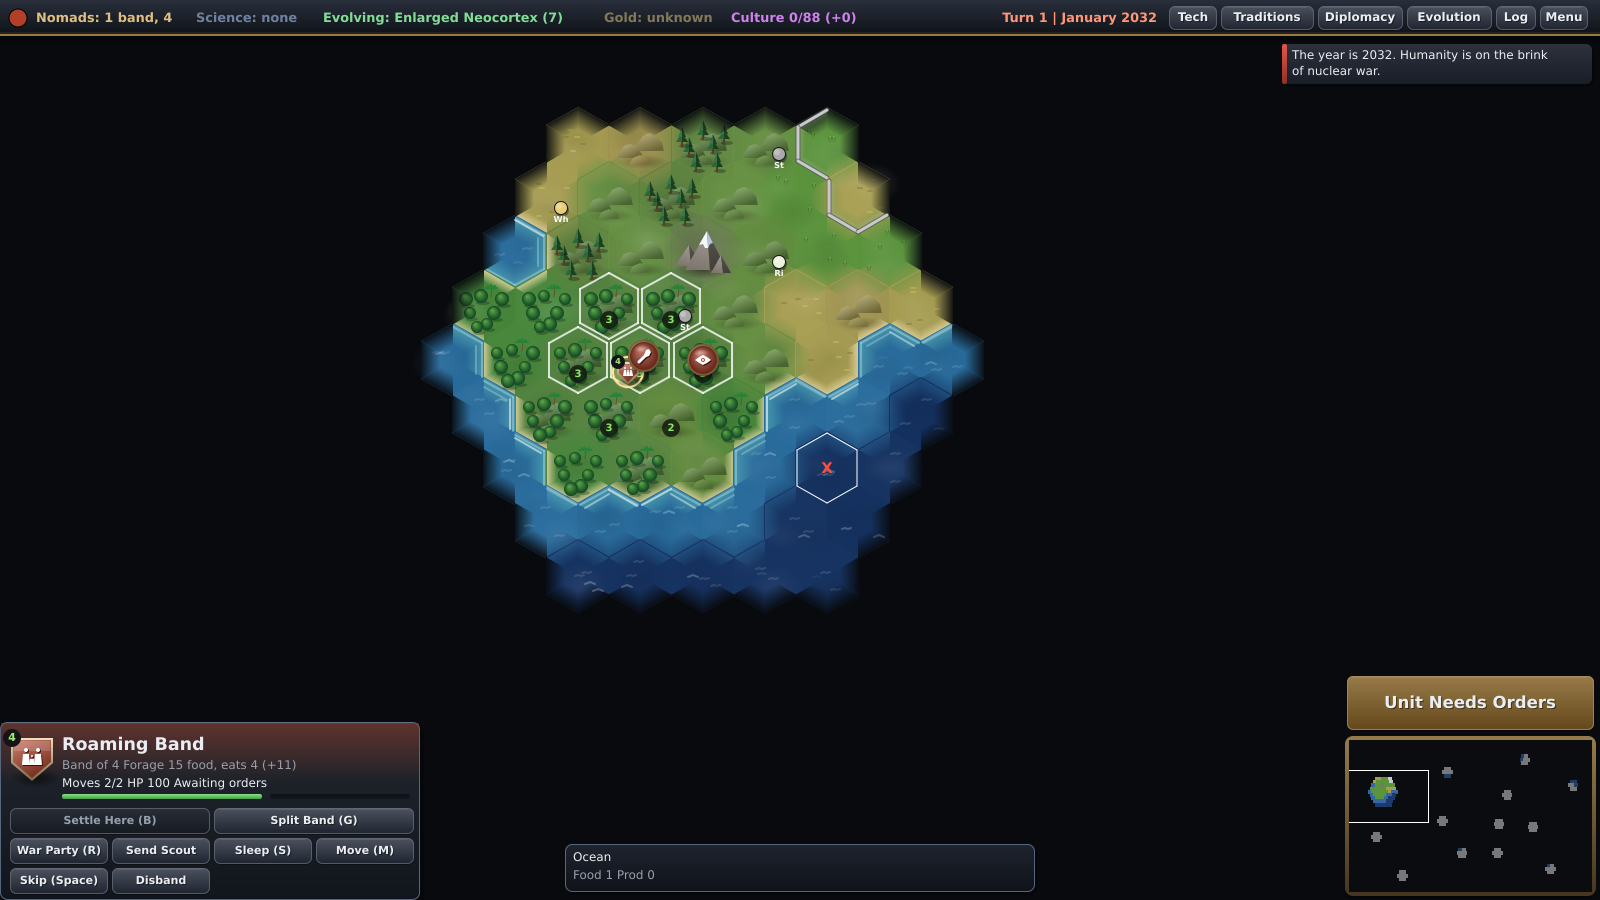 Nomads: 1 band, 4
Science: none
Evolving: Enlarged Neocortex (7)
Gold: unknown
Culture 0/88 (+0)
Turn 1 | January 2032
Tech
Traditions
Diplomacy
Evolution
Log
Menu
The year is 2032. Humanity is on the brink
of nuclear war.
St
Wh
Ri
3
3
St
4
3
3
2
X
Unit Needs Orders
4
Roaming Band
Band of 4 Forage 15 food, eats 4 (+11)
Moves 2/2 HP 100 Awaiting orders
Settle Here (B)
Split Band (G)
War Party (R)
Send Scout
Sleep (S)
Move (M)
Skip (Space)
Disband
Ocean
Food 1 Prod 0